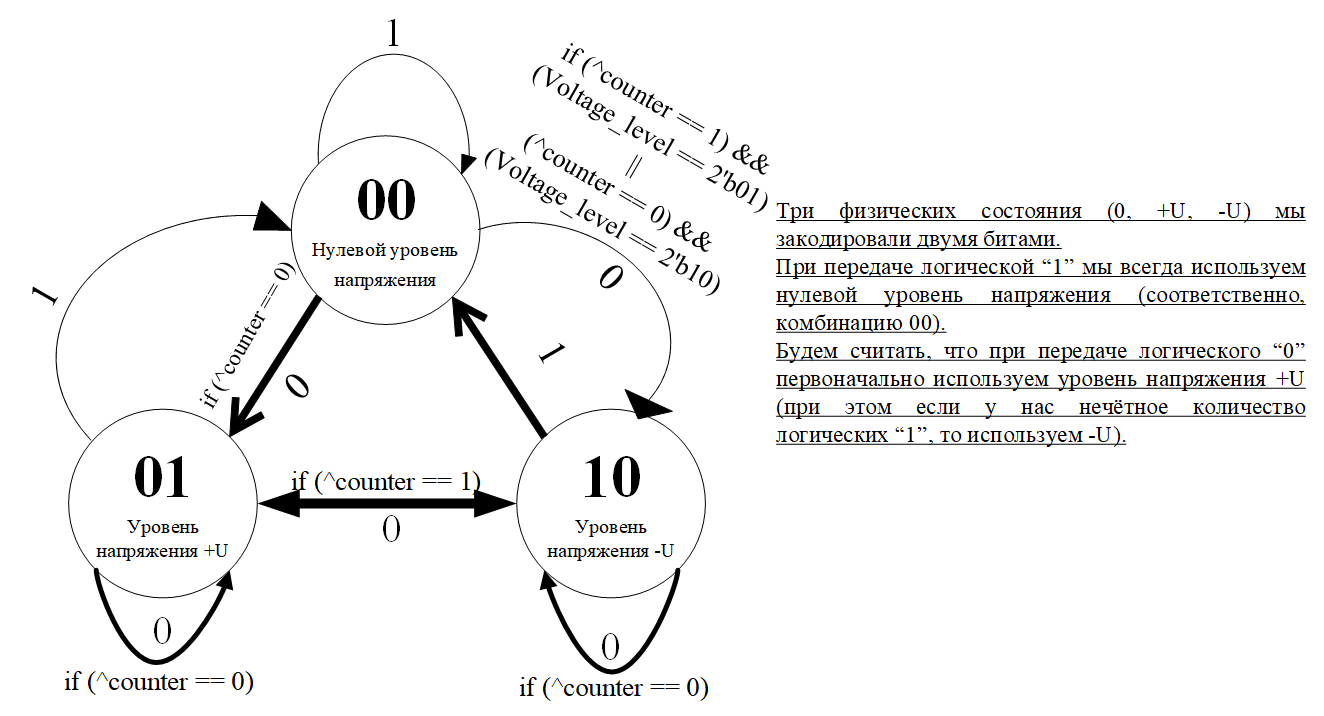 1
if (^counter == 1) &&
(Voltage_level == 2'b01)
||
(^counter == 0) &&
(Voltage_level == 2'b10)
00
Нулевой уровень
напряжения
1
if (^counter == 0)
0
0
1
01
Уровень
напряжения +U
if (^counter == 1)
0
10
Уровень
напряжения -U
0
if (^counter == 0)
0
if (^counter == 0)
Три физических состояния (0, +U, -U) мы
закодировали двумя битами.
При передаче логической “1” мы всегда используем
нулевой уровень напряжения (соответственно,
комбинацию 00).
Будем считать, что при передаче логического “0”
первоначально используем уровень напряжения +U
(при этом если у нас нечётное количество
логических “1”, то используем -U).